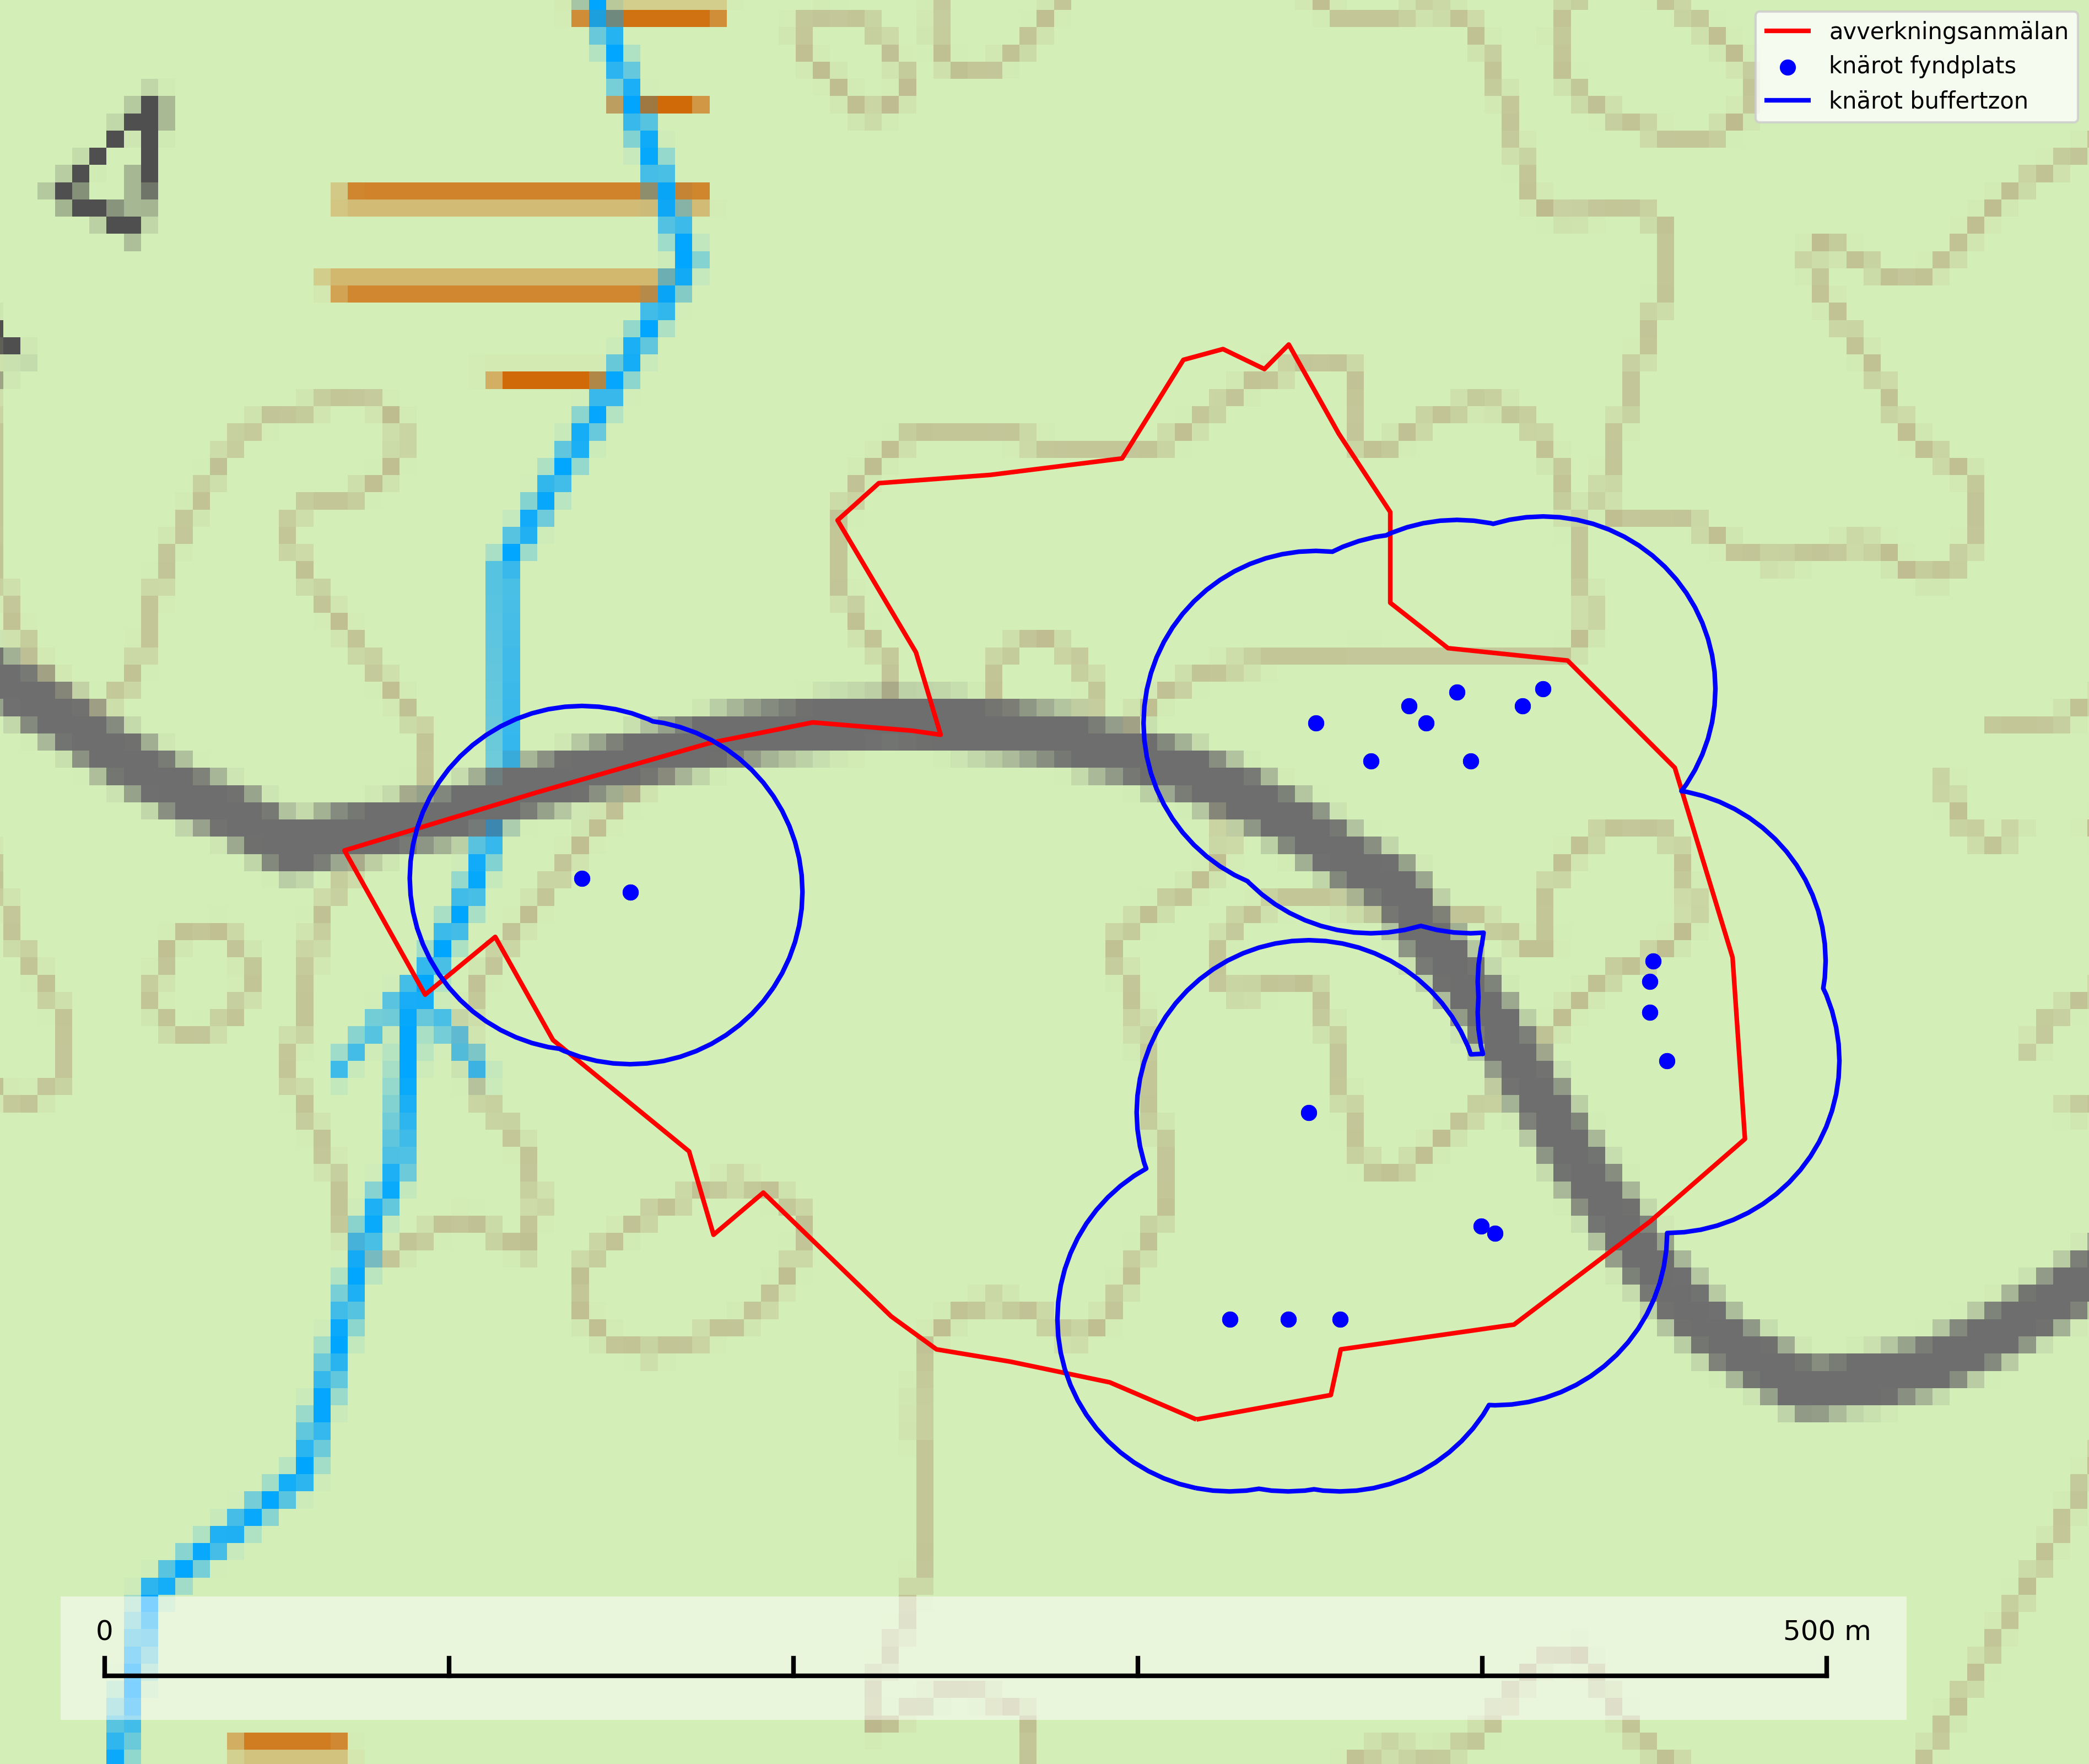 avverkningsanmälan
knärot fyndplats
knärot buffertzon
0
500 m